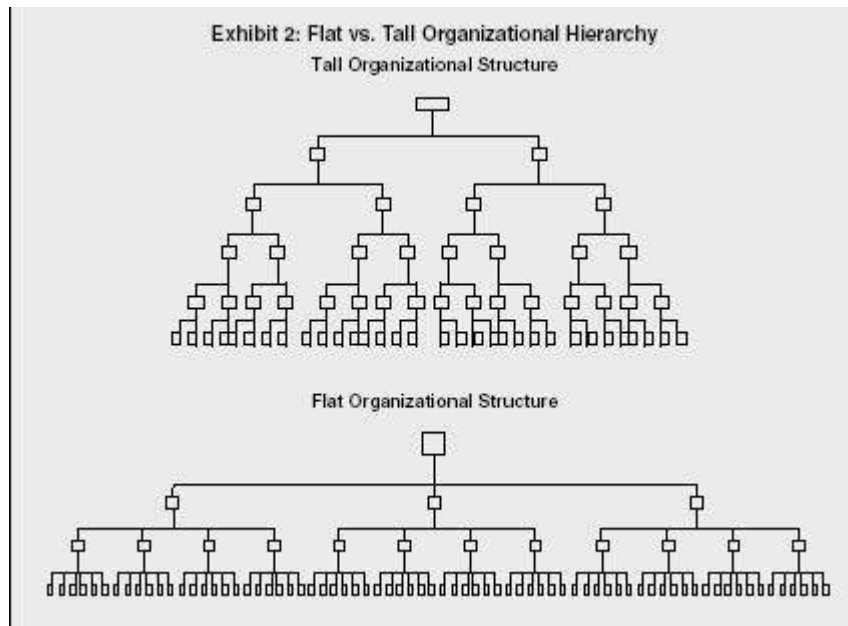 Exhibit 2: Flat vs. Tall Organizational Hierarchy
Tall Organizational Structure
Flat Organizational Structure